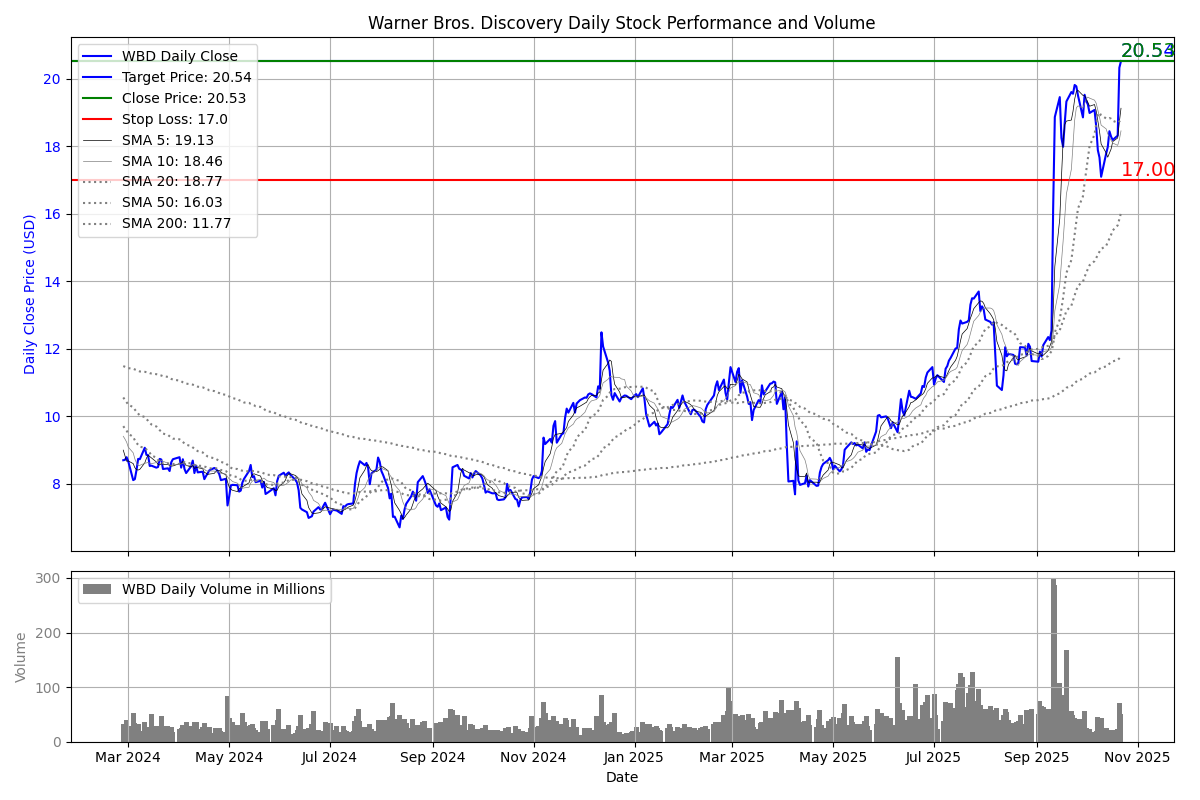 Warner Bros. Discovery Daily Stock Performance and Volume
WBD Daily Close
Target Price: 20.54
Close Price: 20.53
Stop Loss: 17.0
SMA 5: 19.13
SMA 10: 18.46
SMA 20: 18.77
SMA 50: 16.03
SMA 200: 11.77
20.53
17.00
Daily Close Price (USD)
20
18
16
14
12
10
8
WBD Daily Volume in Millions
Volume
300
200
100
0
Mar 2024
May 2024
Jul 2024
Sep 2024
Nov 2024
Jan 2025
Mar 2025
May 2025
Jul 2025
Sep 2025
Nov 2025
Date